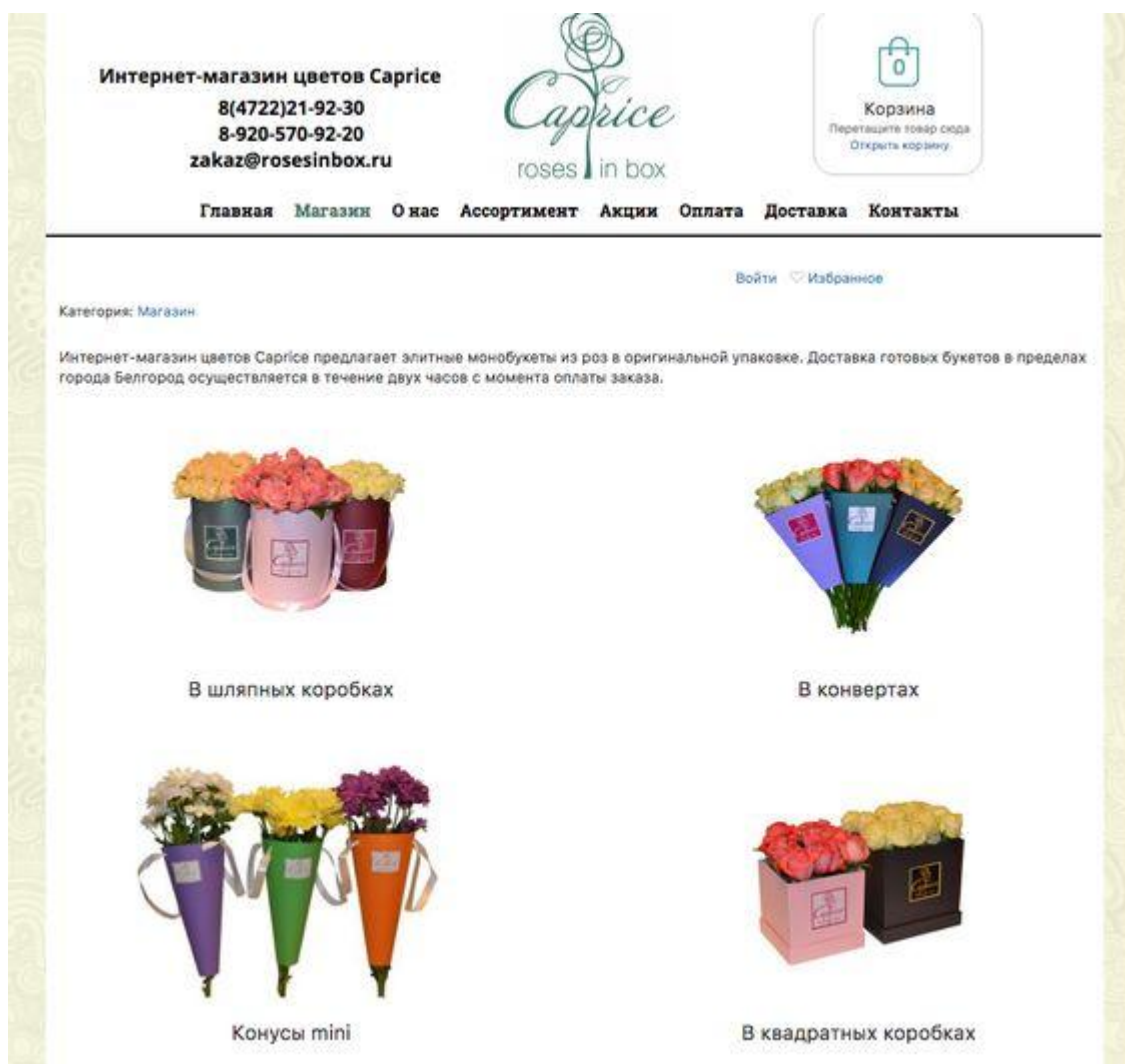 Интернет-магазин цветов Caprice
8(4722)21-92-30
8-920-570-92-20
zakaz@rosesinbox.ru
Caprice
roses in box
0
Корзина
Перетащите товар сюда
Открыть корзину
Главная Магазин О нас Ассортимент Акции Оплата Доставка Контакты
Войти ♡ Избранное
Категория: Магазин
Интернет-магазин цветов Caprice предлагает элитные монобукеты из роз в оригинальной упаковке. Доставка готовых букетов в пределах
города Белгород осуществляется в течение двух часов с момента оплаты заказа.
В шляпных коробках
В конвертах
Конусы mini
В квадратных коробках